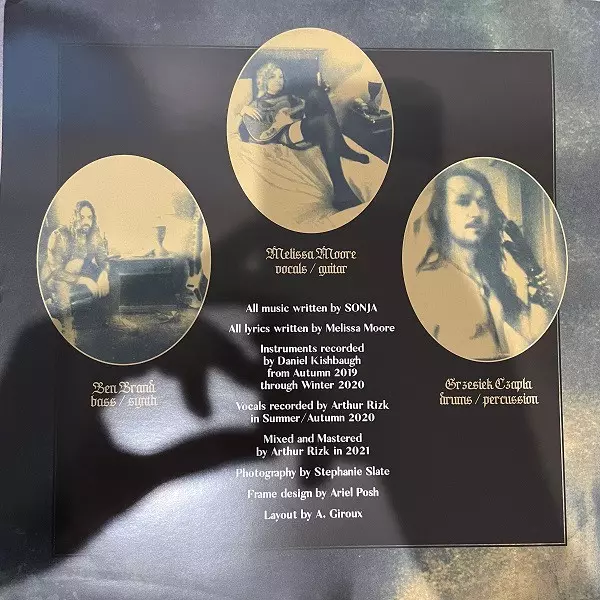 Melissa Moore
vocals / guitar
Ben Brand
bass / synth
Grzesiek Czapla
drums / percussion
All music written by SONJA
All lyrics written by Melissa Moore
Instruments recorded
by Daniel Kishbaugh
from Autumn 2019
through Winter 2020
Vocals recorded by Arthur Rizk
in Summer/Autumn 2020
Mixed and Mastered
by Arthur Rizk in 2021
Photography by Stephanie Slate
Frame design by Ariel Posh
Layout by A. Giroux